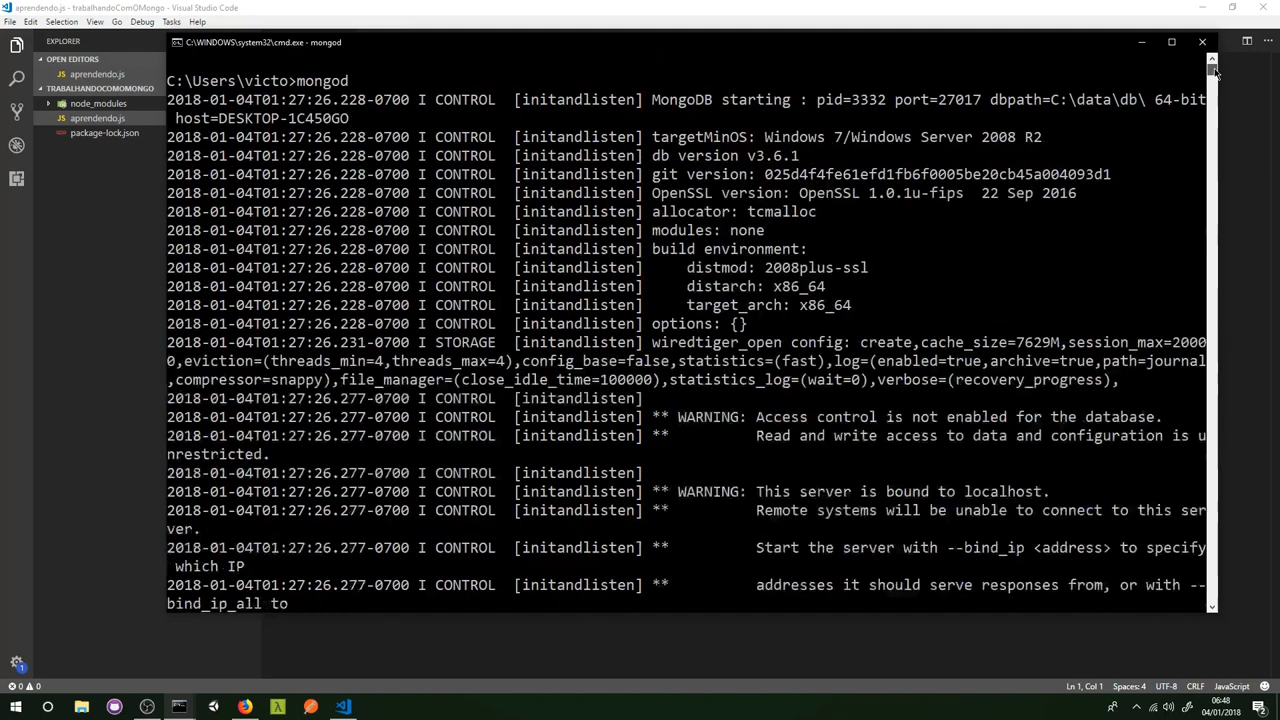 aprendendo.js - trabalhandoComOMongo - Visual Studio Code
File Edit Selection View Go Debug Tasks Help
EXPLORER
OPEN EDITORS
aprendendo.js
TRABALHANDOCOMOMONGO
node_modules
aprendendo.js
package-lock.json
C:\WINDOWS\system32\cmd.exe - mongod
C:\Users\victo>mongod
2018-01-04T01:27:26.228-0700 I CONTROL [initandlisten] MongoDB starting : pid=3332 port=27017 dbpath=C:\data\db\ 64-bit
host=DESKTOP-1C450GO
2018-01-04T01:27:26.228-0700 I CONTROL [initandlisten] targetMinOS: Windows 7/Windows Server 2008 R2
2018-01-04T01:27:26.228-0700 I CONTROL [initandlisten] db version v3.6.1
2018-01-04T01:27:26.228-0700 I CONTROL [initandlisten] git version: 025d4f4fe61efd1fb6f0005be20cb45a004093d1
2018-01-04T01:27:26.228-0700 I CONTROL [initandlisten] OpenSSL version: OpenSSL 1.0.1u-fips 22 Sep 2016
2018-01-04T01:27:26.228-0700 I CONTROL [initandlisten] allocator: tcmalloc
2018-01-04T01:27:26.228-0700 I CONTROL [initandlisten] modules: none
2018-01-04T01:27:26.228-0700 I CONTROL [initandlisten] build environment:
2018-01-04T01:27:26.228-0700 I CONTROL [initandlisten] distmod: 2008plus-ssl
2018-01-04T01:27:26.228-0700 I CONTROL [initandlisten] distarch: x86_64
2018-01-04T01:27:26.228-0700 I CONTROL [initandlisten] target_arch: x86_64
2018-01-04T01:27:26.228-0700 I CONTROL [initandlisten] options: {}
2018-01-04T01:27:26.231-0700 I STORAGE [initandlisten] wiredtiger_open config: create,cache_size=7629M,session_max=2000
0,eviction=(threads_min=4,threads_max=4),config_base=false,statistics=(fast),log=(enabled=true,archive=true,path=journal
,compressor=snappy),file_manager=(close_idle_time=100000),statistics_log=(wait=0),verbose=(recovery_progress),
2018-01-04T01:27:26.277-0700 I CONTROL [initandlisten]
2018-01-04T01:27:26.277-0700 I CONTROL [initandlisten] ** WARNING: Access control is not enabled for the database.
2018-01-04T01:27:26.277-0700 I CONTROL [initandlisten] ** Read and write access to data and configuration is u
nrestricted.
2018-01-04T01:27:26.277-0700 I CONTROL [initandlisten]
2018-01-04T01:27:26.277-0700 I CONTROL [initandlisten] ** WARNING: This server is bound to localhost.
2018-01-04T01:27:26.277-0700 I CONTROL [initandlisten] ** Remote systems will be unable to connect to this ser
ver.
2018-01-04T01:27:26.277-0700 I CONTROL [initandlisten] ** Start the server with --bind_ip <address> to specify
which IP
2018-01-04T01:27:26.277-0700 I CONTROL [initandlisten] ** addresses it should serve responses from, or with --
bind_ip_all to
0 0
Ln 1, Col 1 Spaces: 4 UTF-8 CRLF JavaScript
06:48
04/01/2018